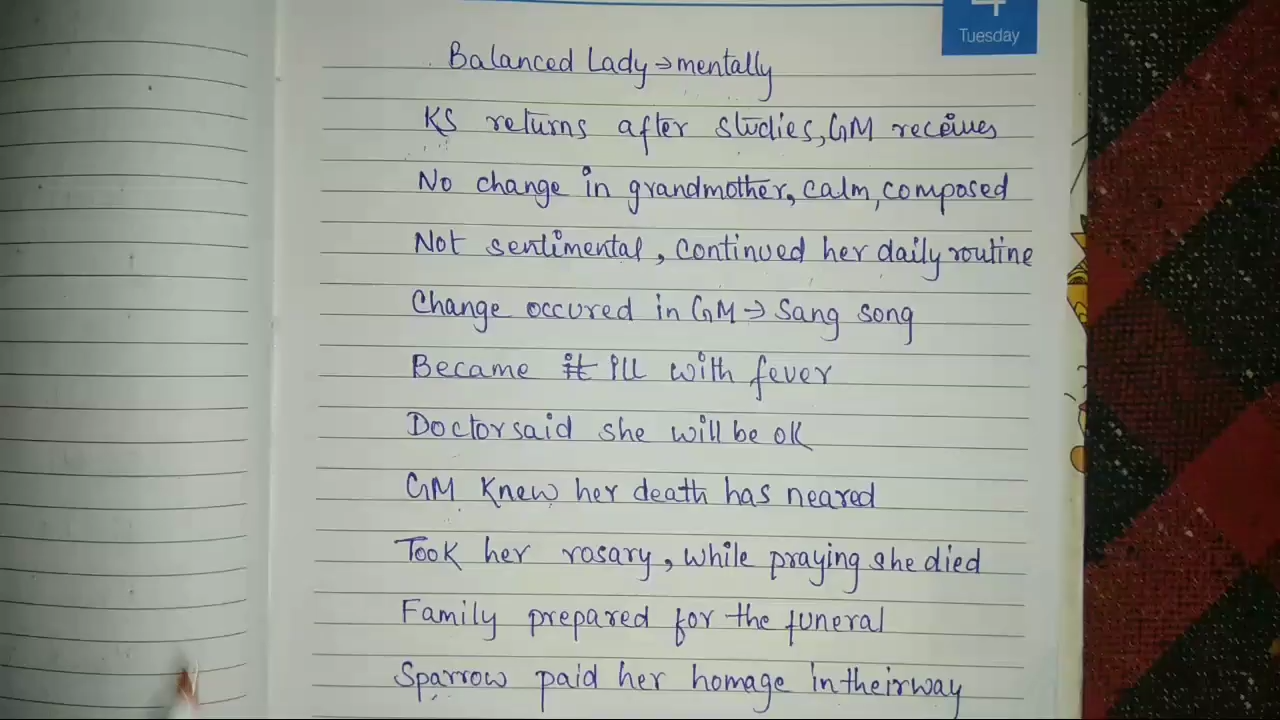 4
Tuesday
Balanced Lady → mentally
KS returns after studies, GM receives
No change in grandmother, calm, composed
Not sentimental, continued her daily routine
Change occured in GM → Sang song
Became it ill with fever
Doctor said she will be ok
GM knew her death has neared
Took her rosary, while praying she died
Family prepared for the funeral
Sparrow paid her homage in their way